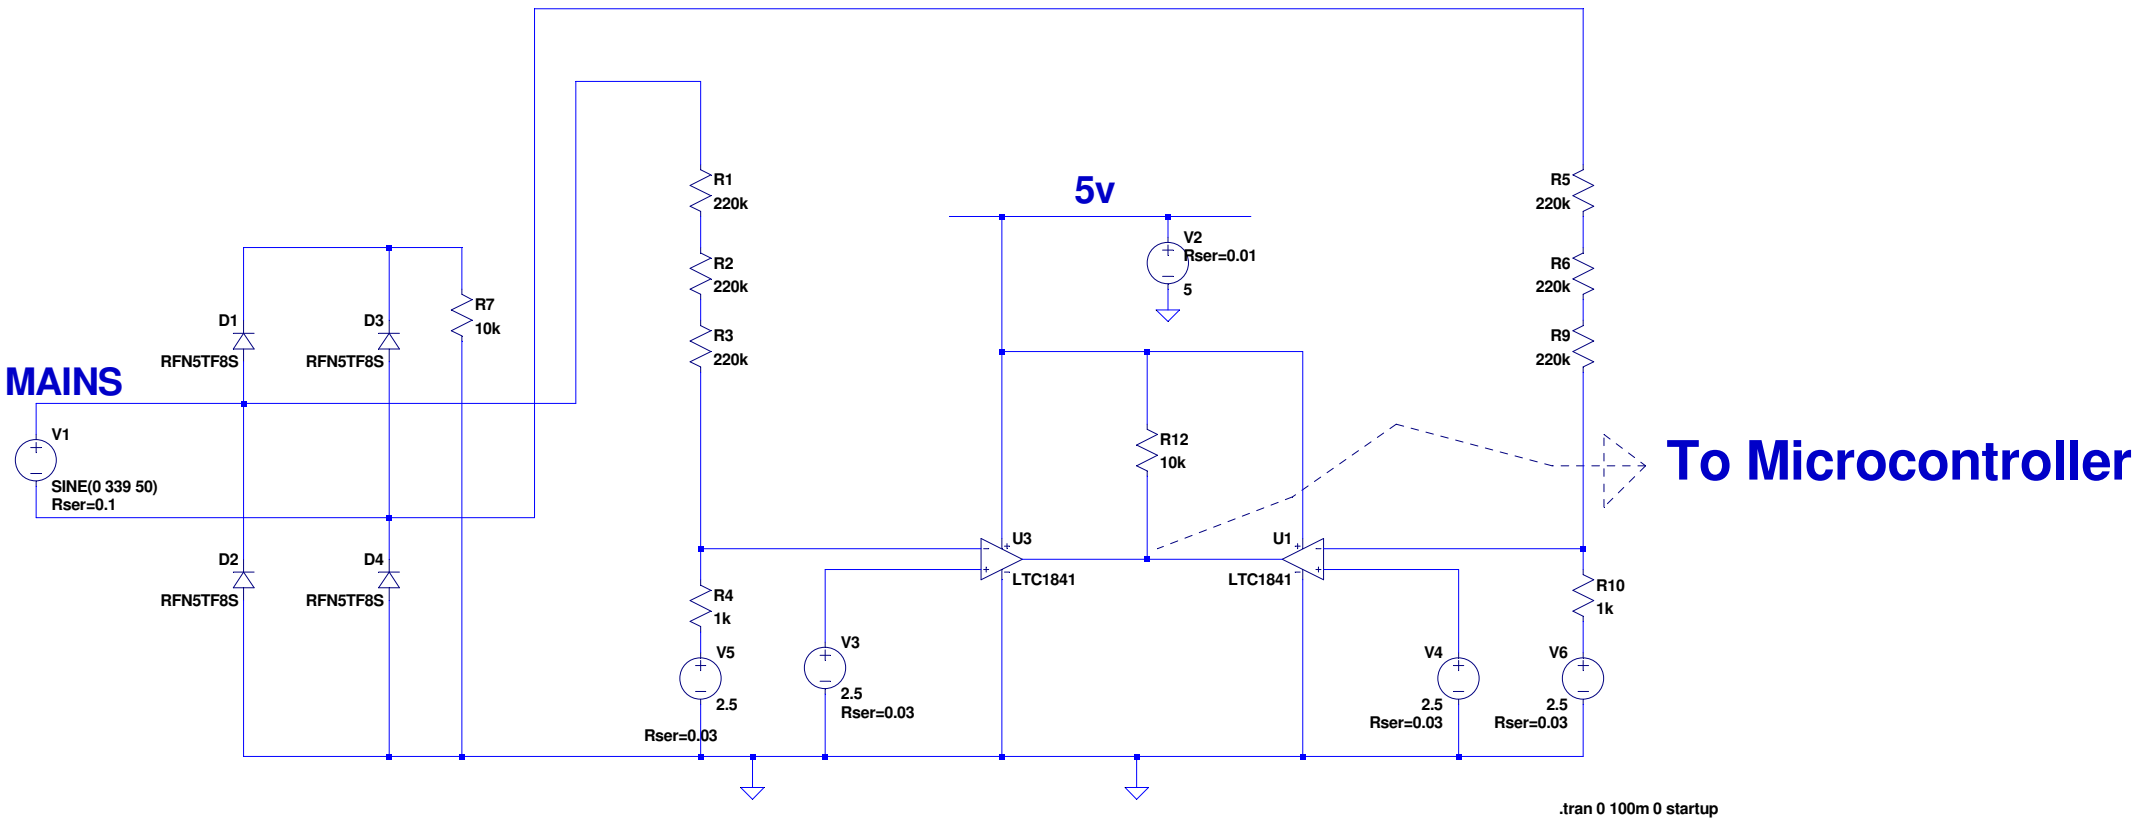 R1
220k
R5
220k
5v
V2
Rser=0.01
5
R2
220k
R6
220k
D1
RFN5TF8S
D3
RFN5TF8S
R7
10k
R3
220k
R9
220k
MAINS
V1
SINE(0 339 50)
Rser=0.1
R12
10k
To Microcontroller
D2
RFN5TF8S
D4
RFN5TF8S
U3
LTC1841
U1
LTC1841
R4
1k
R10
1k
V5
2.5
Rser=0.03
V3
2.5
Rser=0.03
V4
2.5
Rser=0.03
V6
2.5
Rser=0.03
.tran 0 100m 0 startup